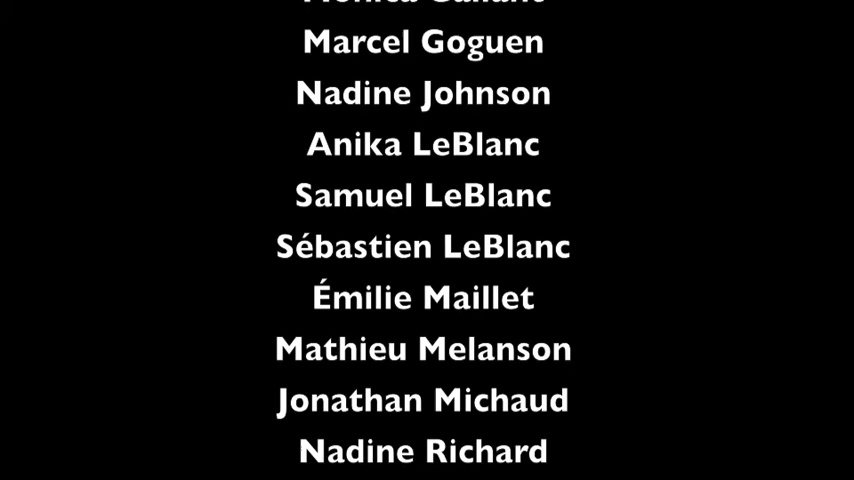 Marcel Goguen
Nadine Johnson
Anika LeBlanc
Samuel LeBlanc
Sébastien LeBlanc
Émilie Maillet
Mathieu Melanson
Jonathan Michaud
Nadine Richard